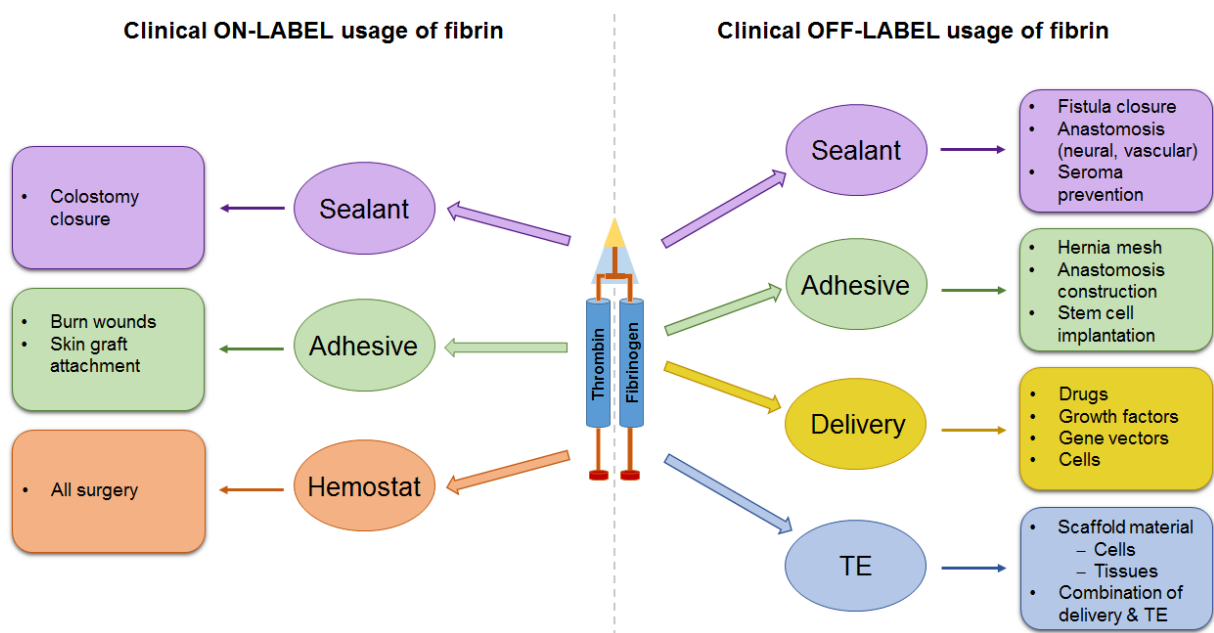 Clinical ON-LABEL usage of fibrin
Clinical OFF-LABEL usage of fibrin
• Colostomy
closure
Sealant
• Burn wounds
• Skin graft
attachment
Adhesive
• All surgery
Hemostat
Thrombin
Fibrinogen
Sealant
• Fistula closure
• Anastomosis
(neural, vascular)
• Seroma
prevention
Adhesive
• Hernia mesh
• Anastomosis
construction
• Stem cell
implantation
Delivery
• Drugs
• Growth factors
• Gene vectors
• Cells
TE
• Scaffold material
– Cells
– Tissues
• Combination of
delivery & TE